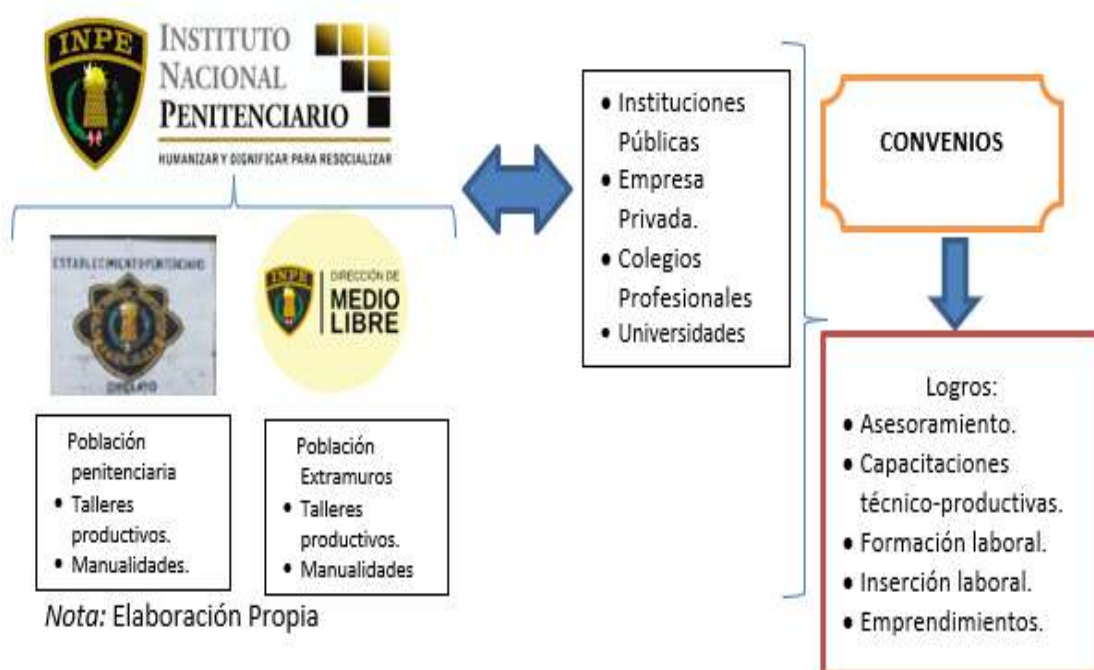 INPE
INSTITUTO
NACIONAL
PENITENCIARIO
HUMANIZAR Y DIGNIFICAR PARA RESOCIALIZAR
ESTABLECIMIENTO PENITENCIARIO
CHICLAYO
INPE
DIRECCIÓN DE
MEDIO
LIBRE
Población
penitenciaria
• Talleres
productivos.
• Manualidades.
Población
Extramuros
• Talleres
productivos.
• Manualidades
Nota: Elaboración Propia
• Instituciones
Públicas
• Empresa
Privada.
• Colegios
Profesionales
• Universidades
CONVENIOS
Logros:
• Asesoramiento.
• Capacitaciones
técnico-productivas.
• Formación laboral.
• Inserción laboral.
• Emprendimientos.